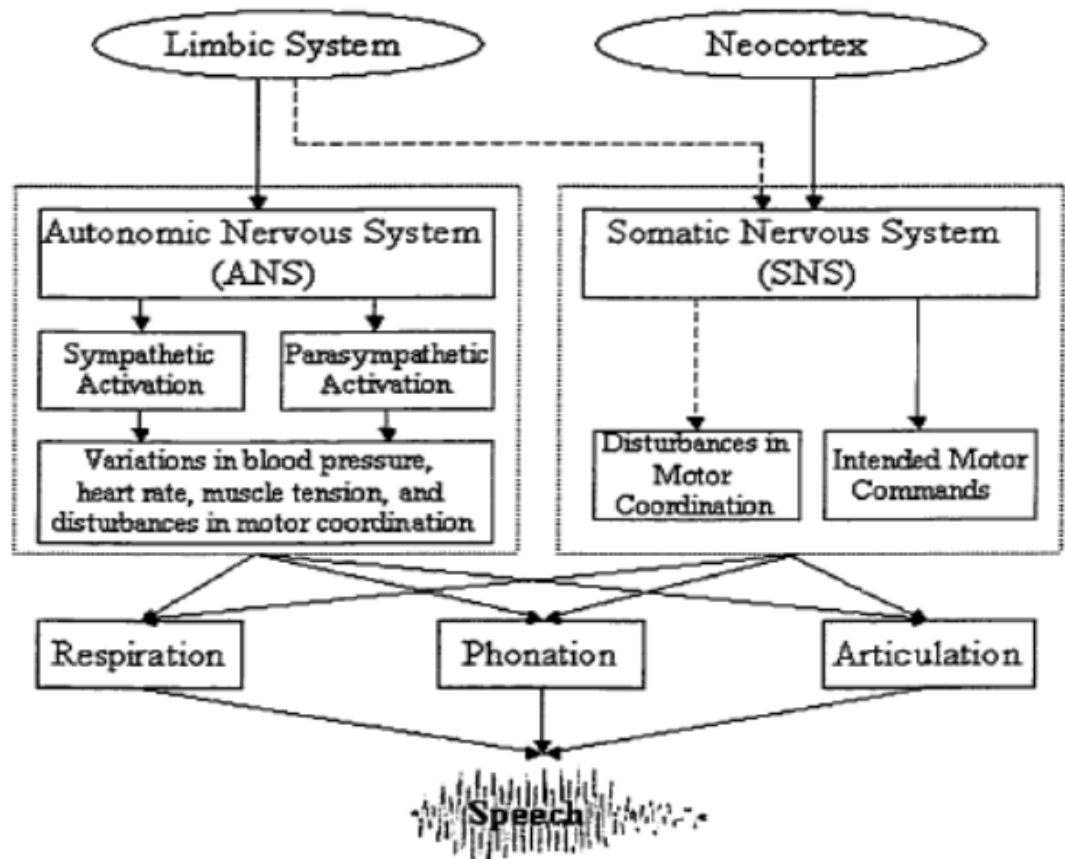 Limbic System
Neocortex
Autonomic Nervous System
(ANS)
Somatic Nervous System
(SNS)
Sympathetic
Activation
Parasympathetic
Activation
Variations in blood pressure,
heart rate, muscle tension, and
disturbances in motor coordination
Disturbances in
Motor
Coordination
Intended Motor
Commands
Respiration
Phonation
Articulation
Speech